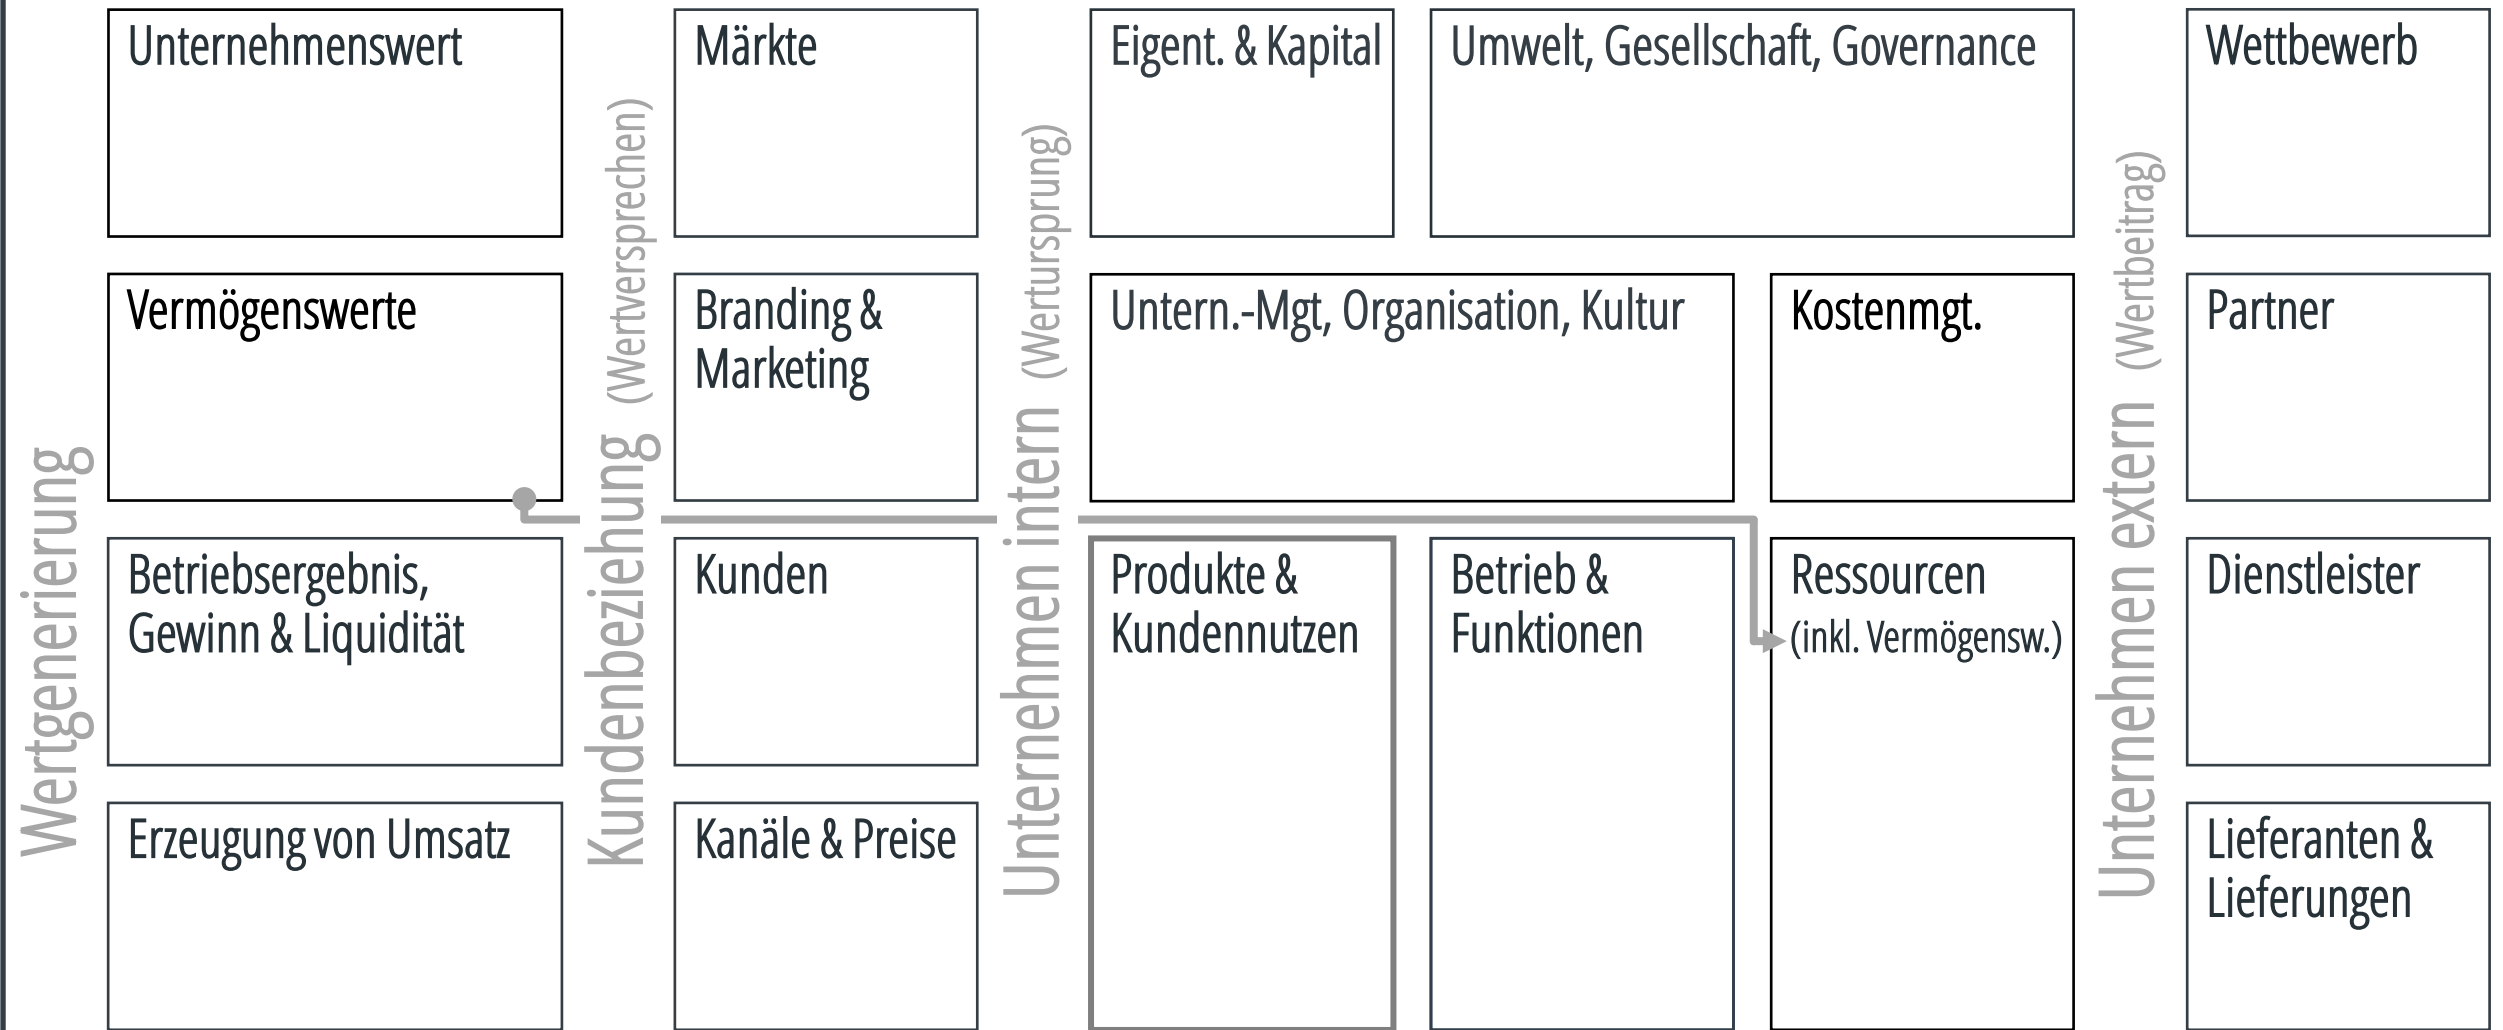 Wertgenerierung
Unternehmenswert
Vermögenswerte
Betriebsergebnis,
Gewinn & Liquidität
Erzeugung von Umsatz
Kundenbeziehung (Wertversprechen)
Märkte
Branding &
Marketing
Kunden
Kanäle & Preise
Unternehmen intern (Wertursprung)
Eigent. & Kapital
Umwelt, Gesellschaft, Governance
Untern.-Mgt, Organisation, Kultur
Kostenmgt.
Produkte &
Kundennutzen
Betrieb &
Funktionen
Ressourcen
(inkl. Vermögensw.)
Unternehmen extern (Wertbeitrag)
Wettbewerb
Partner
Dienstleister
Lieferanten &
Lieferungen